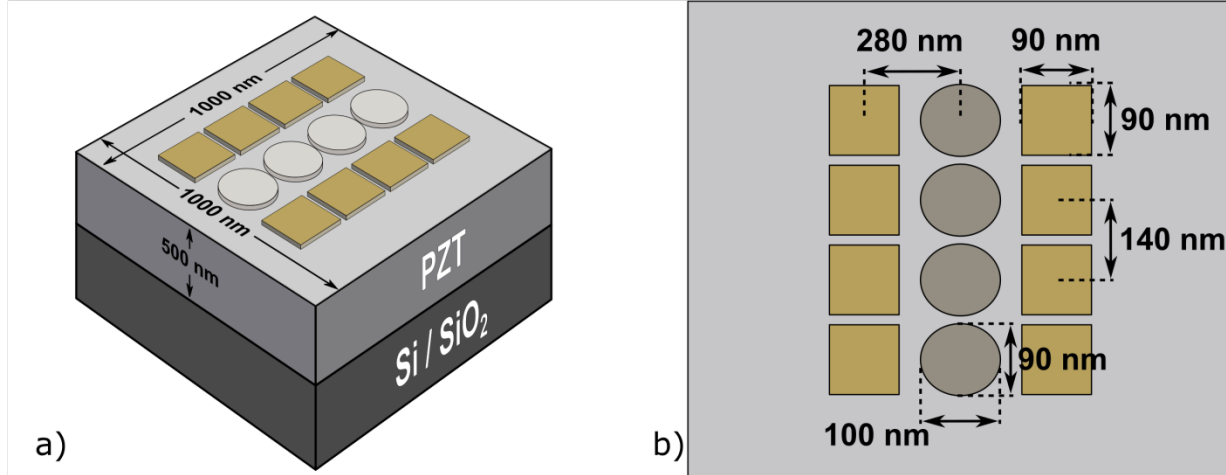 1000 nm
1000 nm
500 nm
PZT
Si / SiO₂
a)
280 nm
90 nm
90 nm
140 nm
90 nm
100 nm
b)